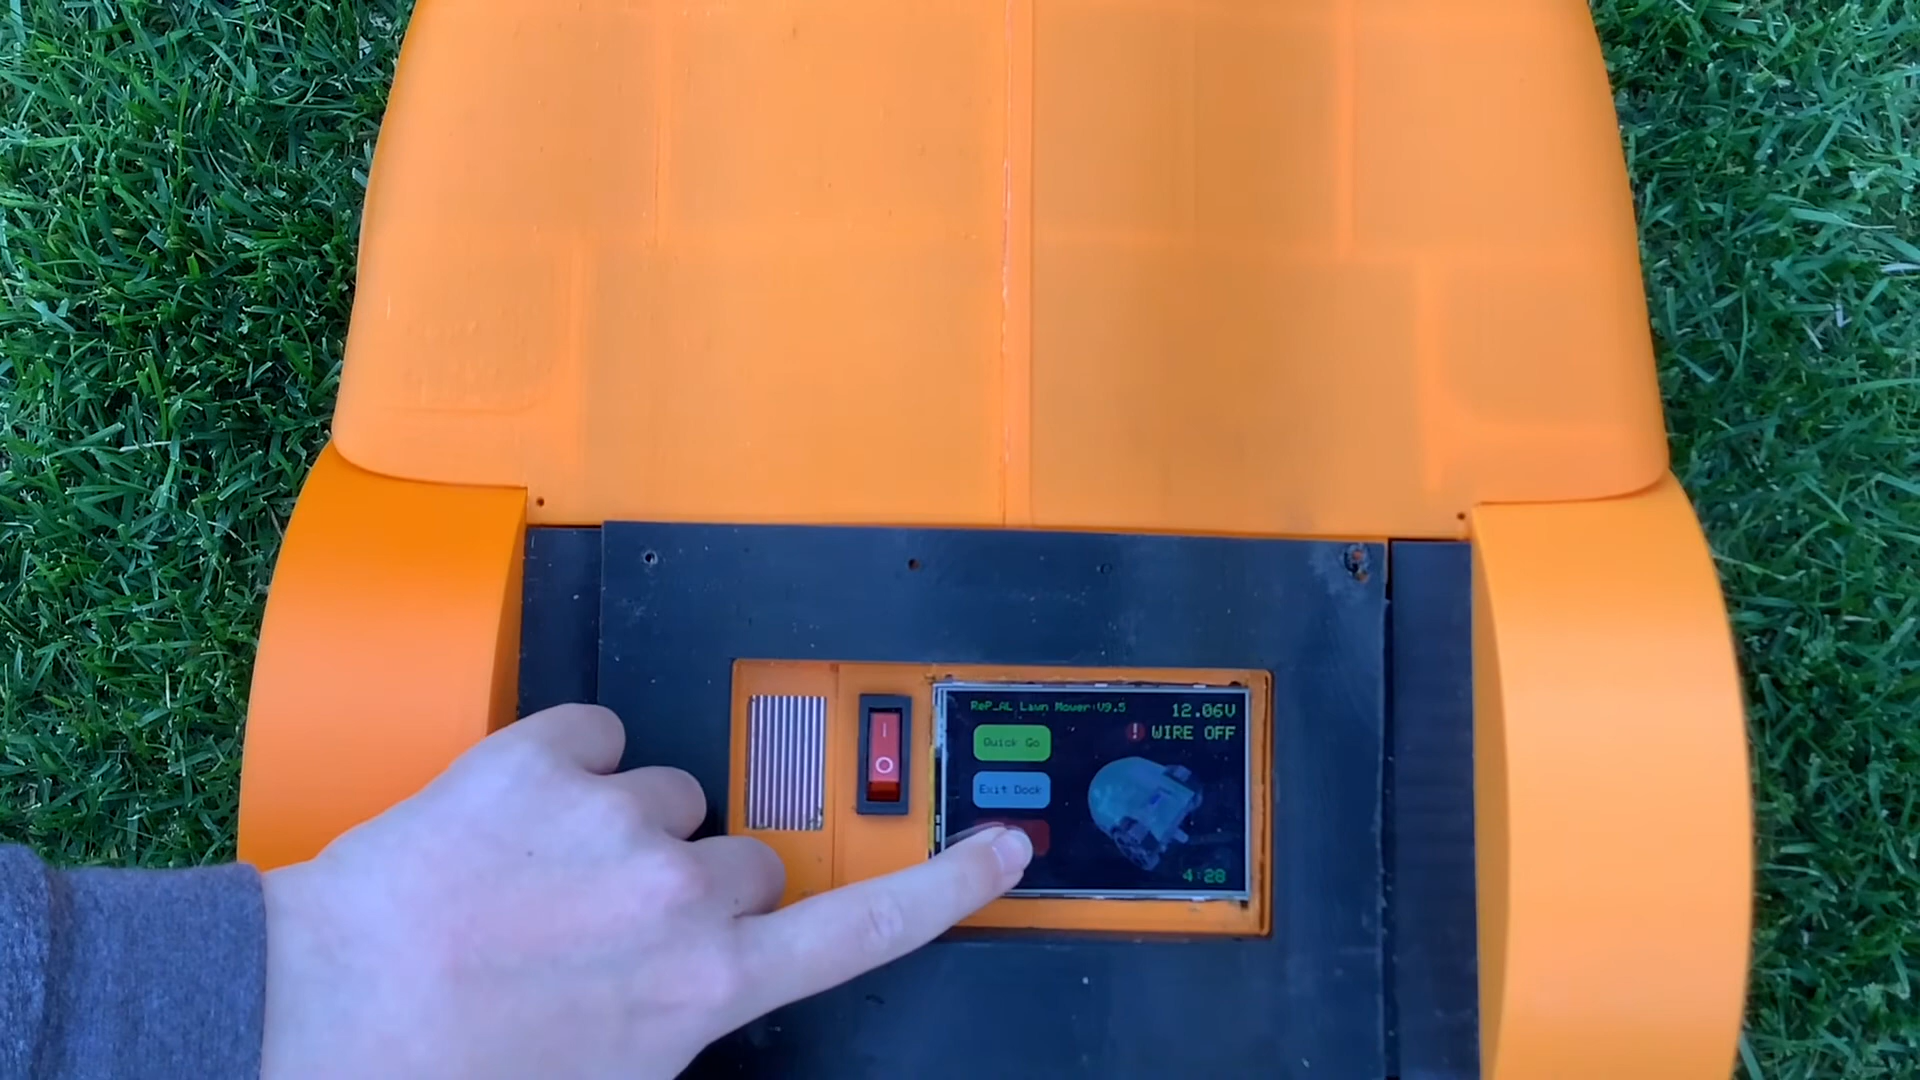 ReP_AL Lawn Mower:V9.5
12.06V
! WIRE OFF
Quick Go
Exit Dock
4:28